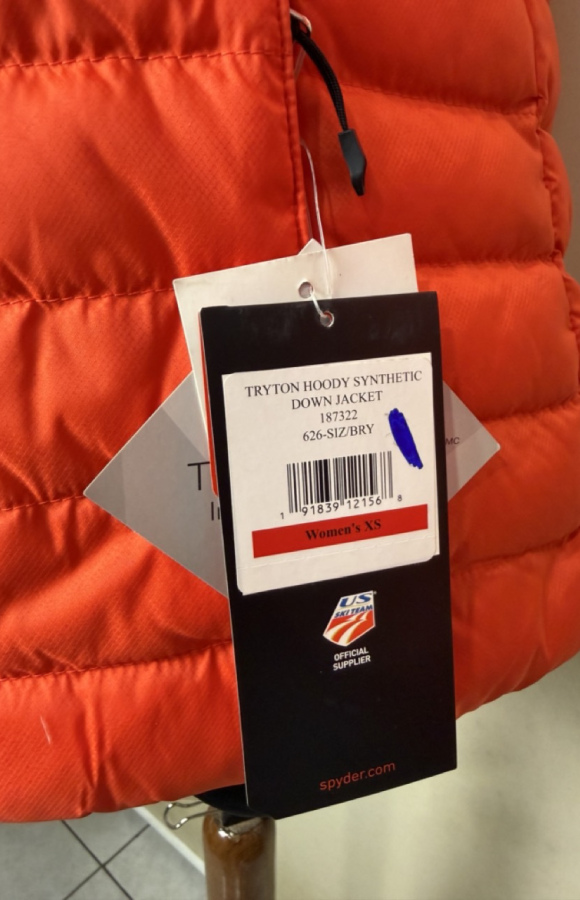 TRYTON HOODY SYNTHETIC
DOWN JACKET
187322
626-SIZ/BRY
1 91839 12156 8
Women's XS
US
SKI TEAM
OFFICIAL
SUPPLIER
spyder.com